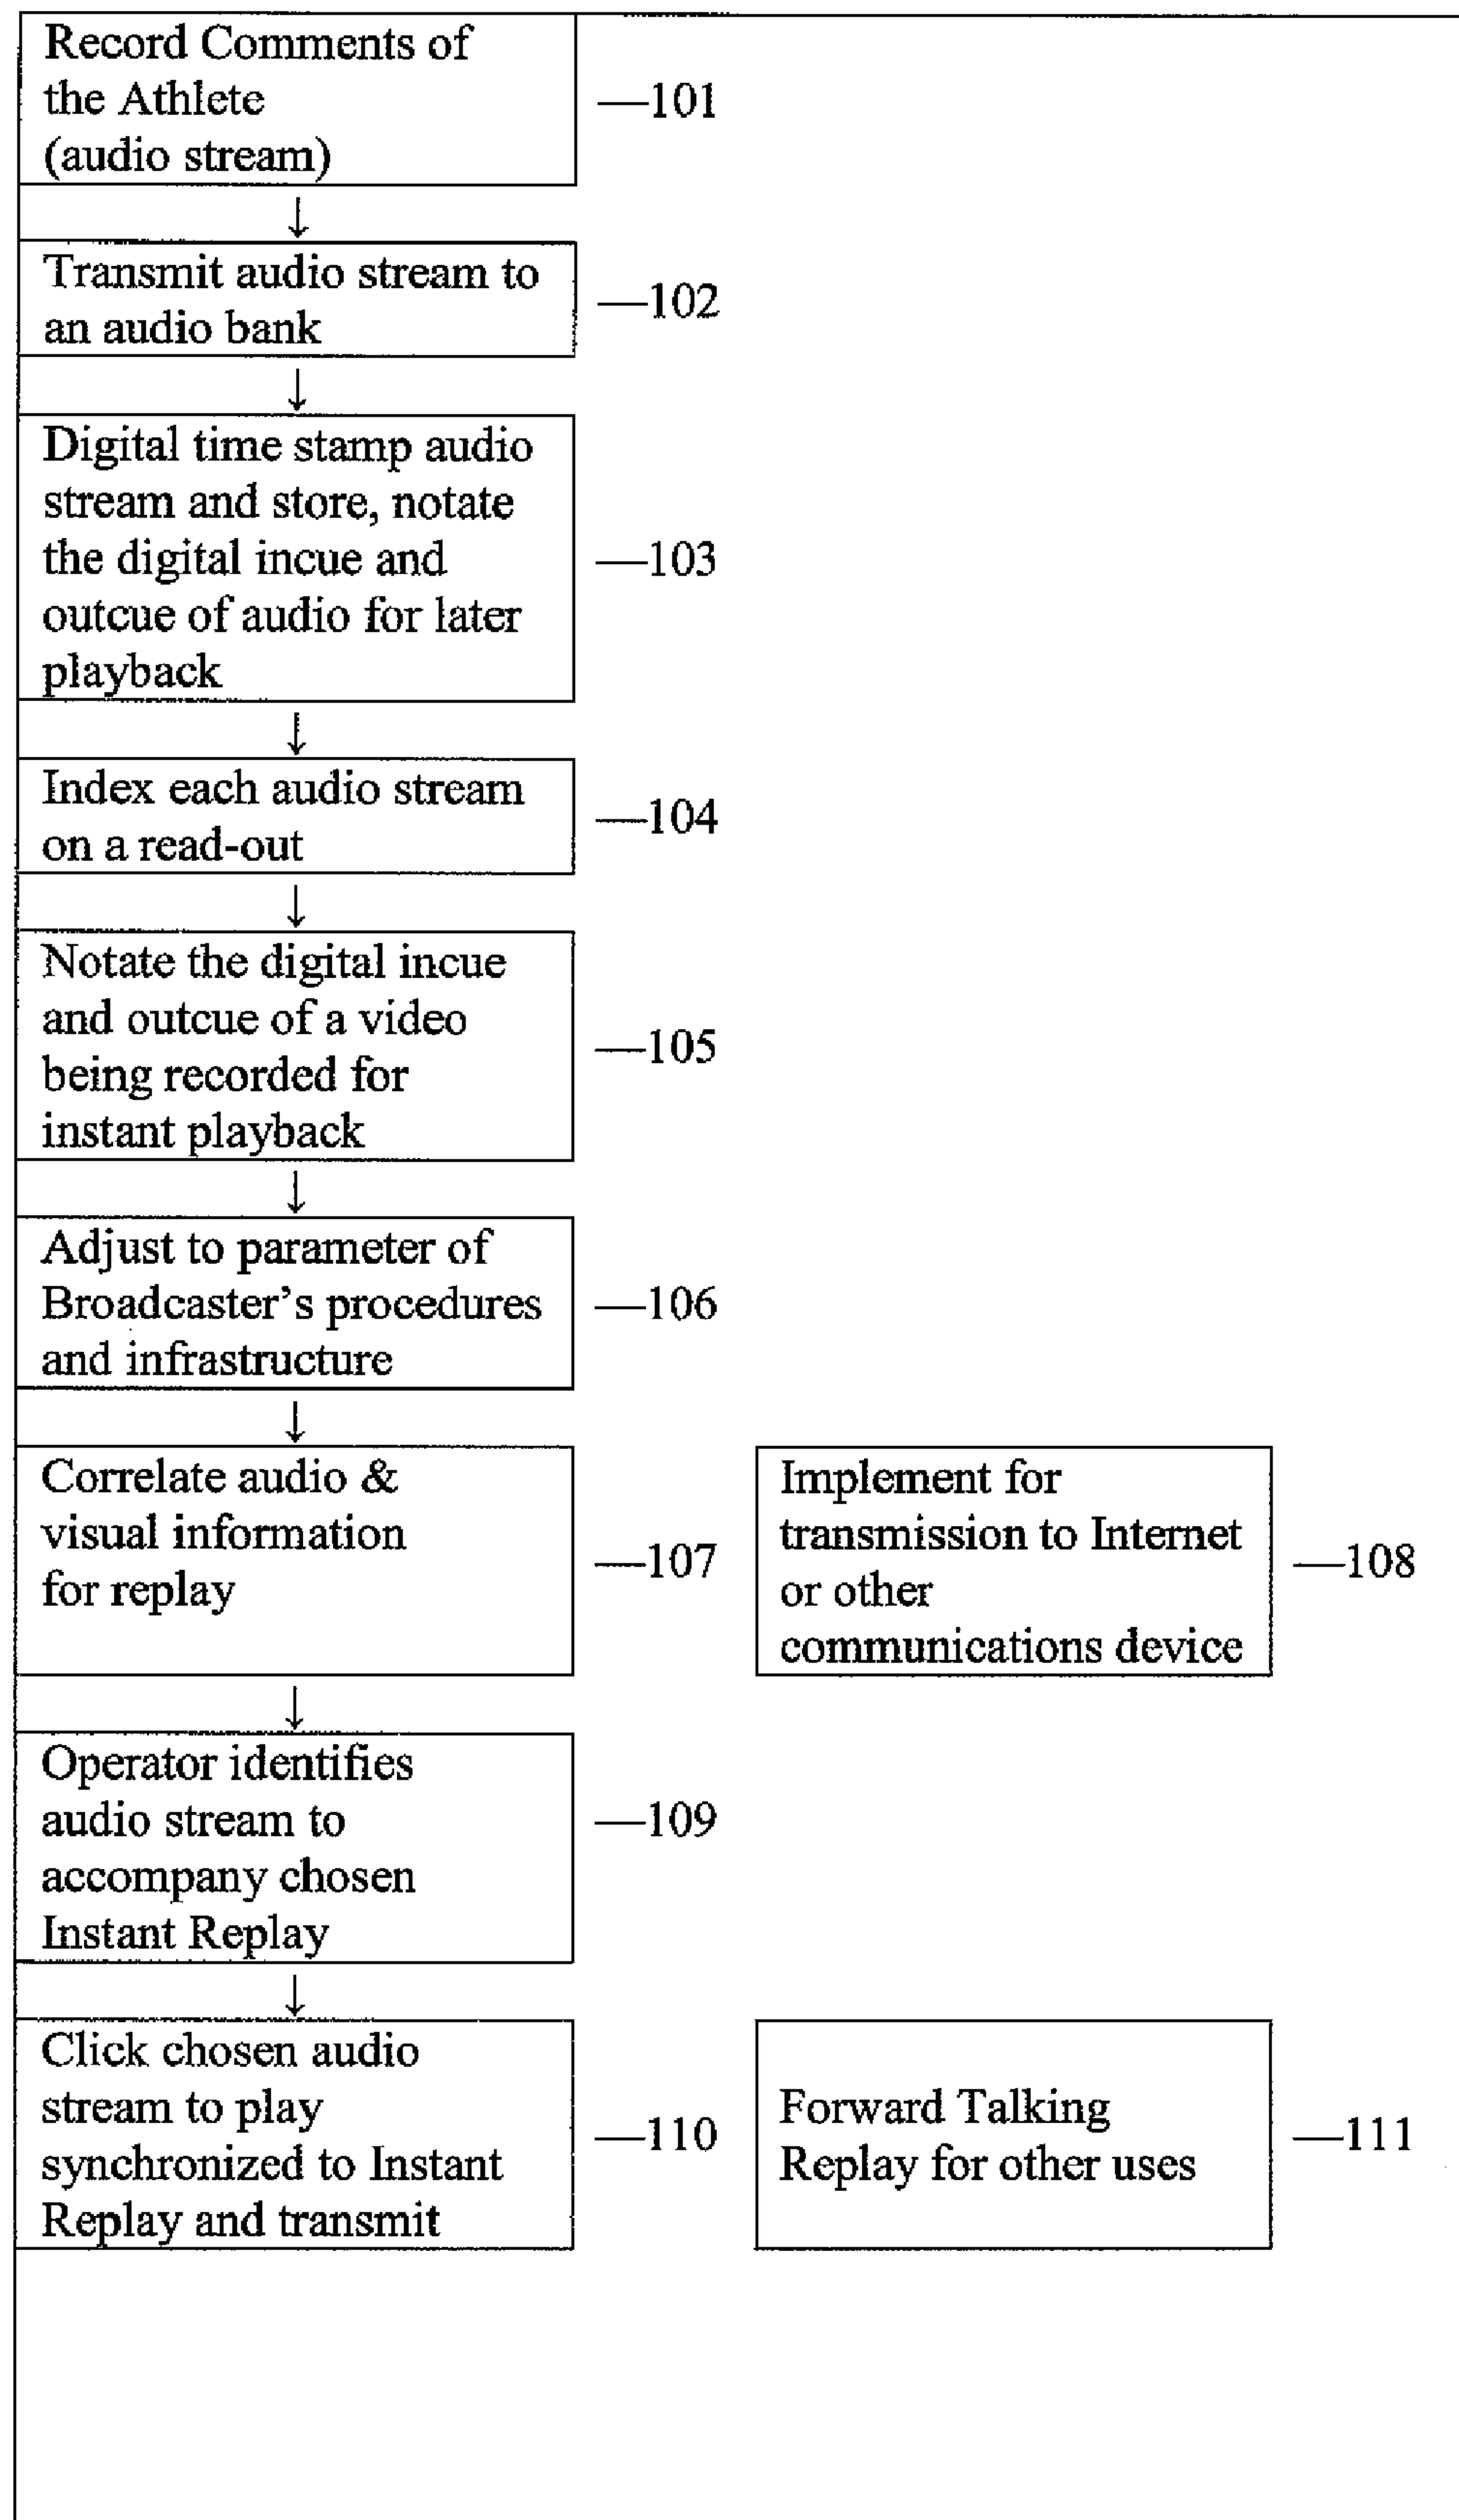 Record Comments of
the Athlete
(audio stream)
—101
Transmit audio stream to
an audio bank
—102
Digital time stamp audio
stream and store, notate
the digital incue and
outcue of audio for later
playback
—103
Index each audio stream
on a read-out
—104
Notate the digital incue
and outcue of a video
being recorded for
instant playback
—105
Adjust to parameter of
Broadcaster's procedures
and infrastructure
—106
Correlate audio &
visual information
for replay
—107
Implement for
transmission to Internet
or other
communications device
—108
Operator identifies
audio stream to
accompany chosen
Instant Replay
—109
Click chosen audio
stream to play
synchronized to Instant
Replay and transmit
—110
Forward Talking
Replay for other uses
—111